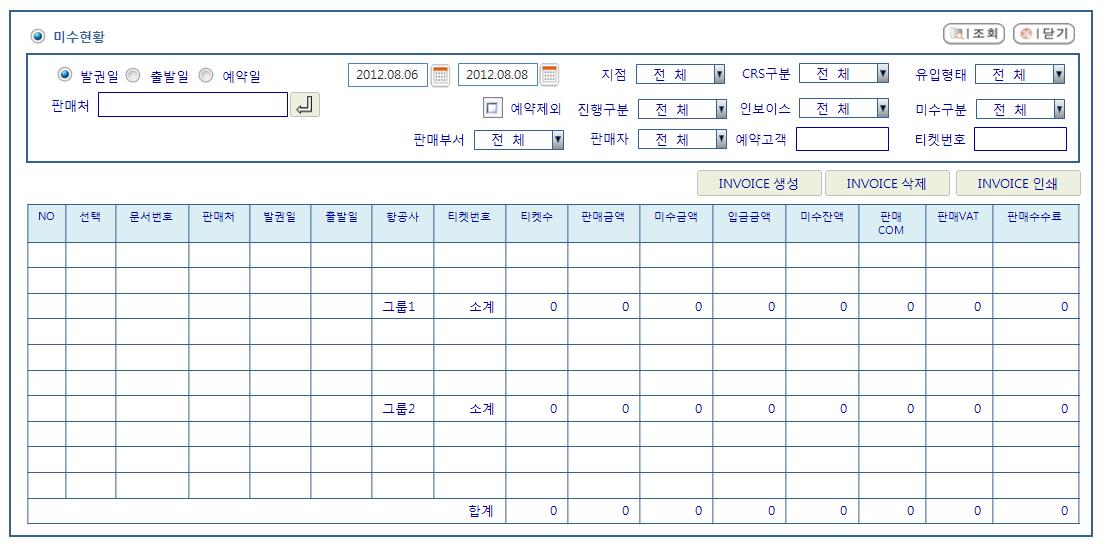 미수현황 조회 닫기
발권일 출발일 예약일 2012.08.06 2012.08.08 지점 전 체 CRS구분 전 체 유입형태 전 체
판매처 예약제외 진행구분 전 체 인보이스 전 체 미수구분 전 체
판매부서 전 체 판매자 전 체 예약고객 티켓번호
INVOICE 생성 INVOICE 삭제 INVOICE 인쇄
NO 선택 문서번호 판매처 발권일 출발일 항공사 티켓번호 티켓수 판매금액 미수금액 입금금액 미수잔액 판매 판매VAT 판매수수료
COM
그룹1 소계 0 0 0 0 0 0 0 0
그룹2 소계 0 0 0 0 0 0 0 0
합계 0 0 0 0 0 0 0 0